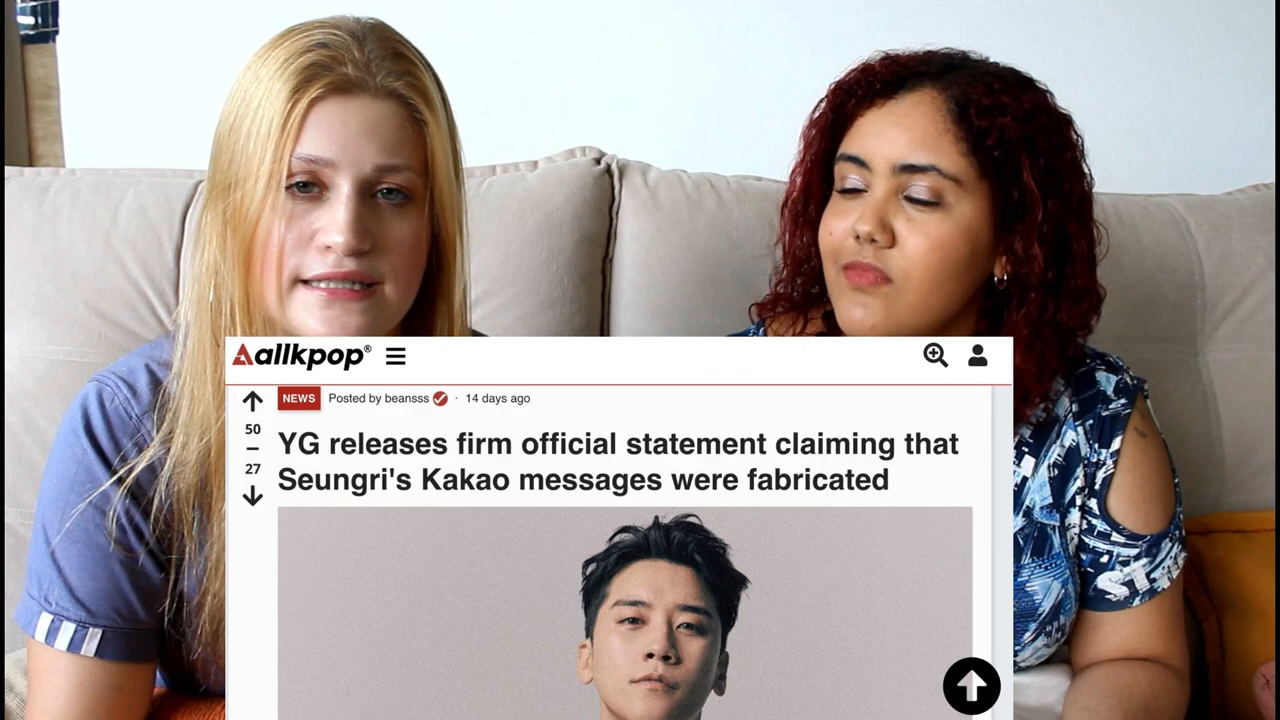 allkpop®
NEWS Posted by beansss · 14 days ago
50
27
YG releases firm official statement claiming that
Seungri's Kakao messages were fabricated